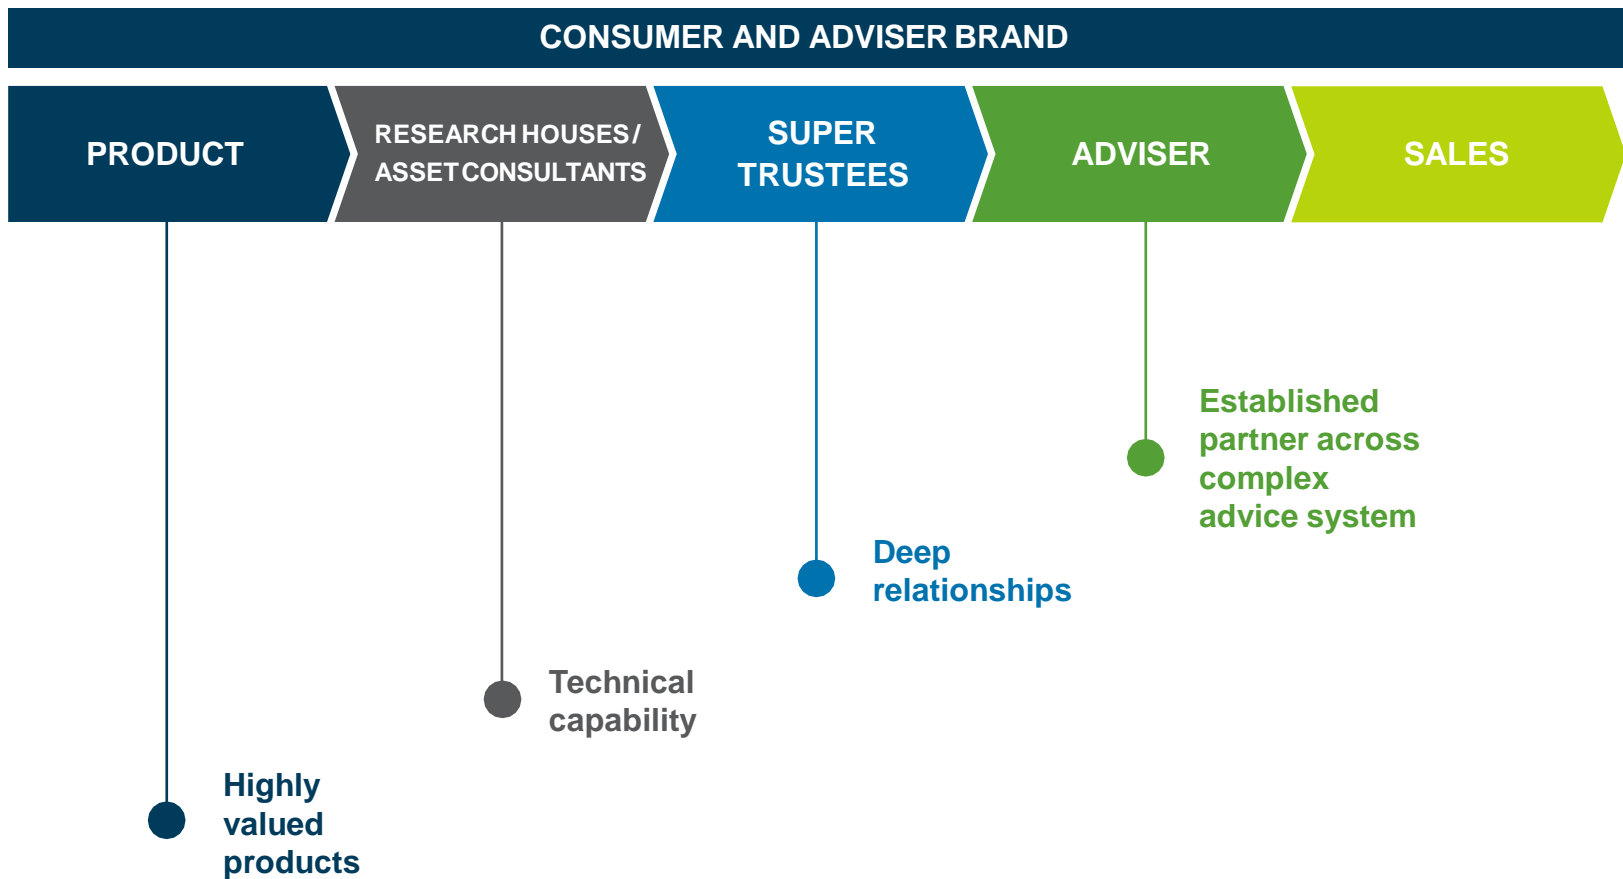 CONSUMER AND ADVISER BRAND
PRODUCT
RESEARCH HOUSES /
ASSET CONSULTANTS
SUPER
TRUSTEES
ADVISER
SALES
Established
partner across
complex
advice system
Deep
relationships
Technical
capability
Highly
valued
products